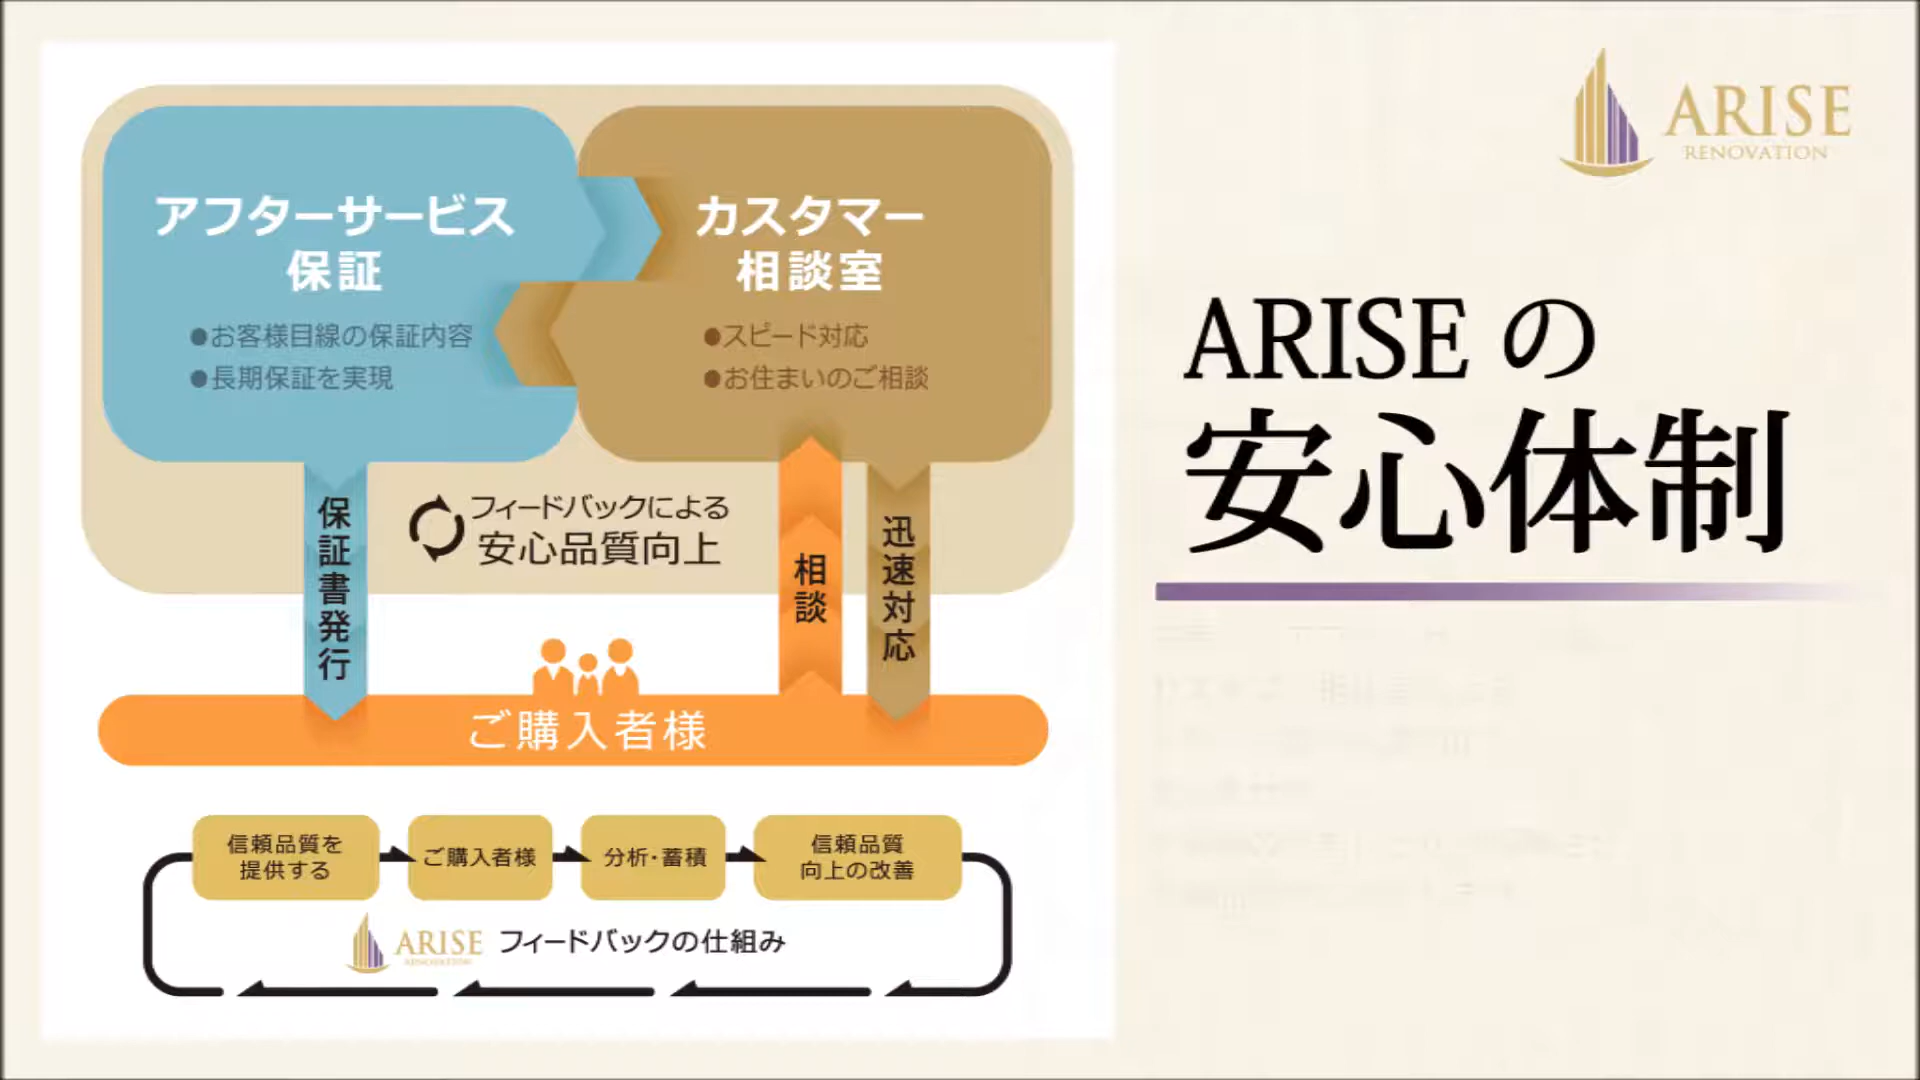 アフターサービス
保証
●お客様目線の保証内容
●長期保証を実現
カスタマー
相談室
●スピード対応
●お住まいのご相談
保証書発行
フィードバックによる
安心品質向上
相談
迅速対応
ご購入者様
信頼品質を
提供する
ご購入者様
分析・蓄積
信頼品質
向上の改善
ARISE
RENOVATION
フィードバックの仕組み
ARISE
RENOVATION
ARISE の
安心体制